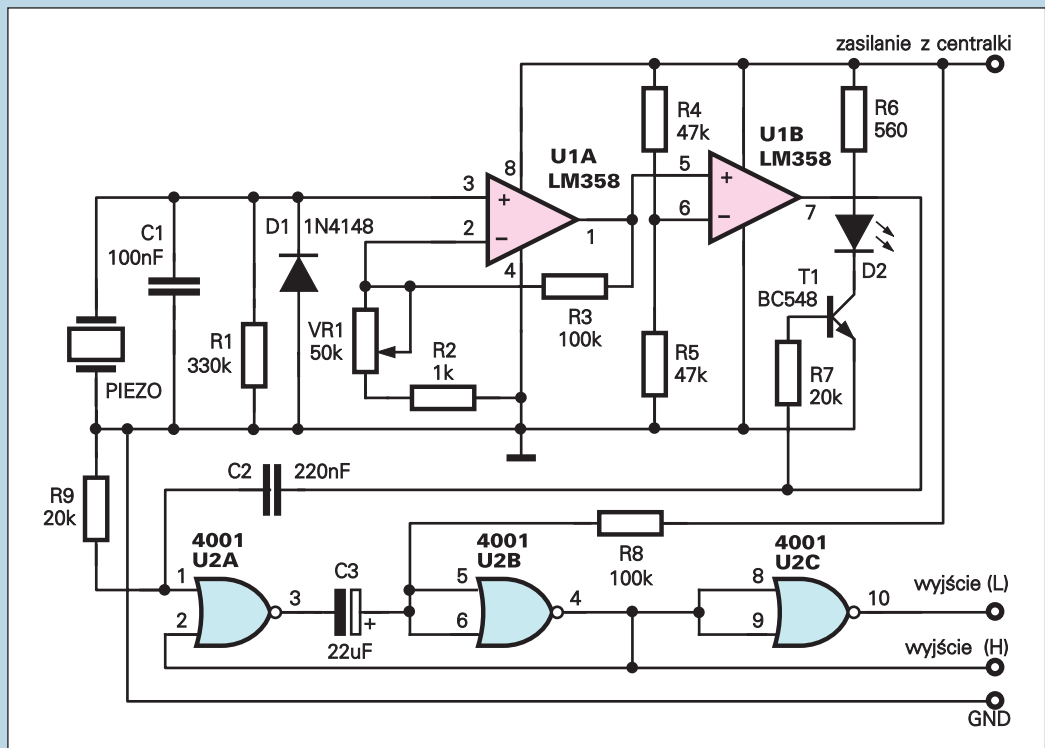 zasilanie z centralki
R4
47k
R6
560
U1A
LM358
U1B
LM358
8
3
2
1
4
5
6
7
C1
100nF
D1 1N4148
R1
330k
VR1
50k
R2
1k
R3
100k
R5
47k
D2
T1
BC548
R7
20k
PIEZO
+
−
+
−
R9
20k
C2
220nF
4001
U2A
1
2
3
C3
+
22uF
4001
U2B
5
6
4
R8
100k
4001
U2C
8
9
10
wyjście (L)
wyjście (H)
GND